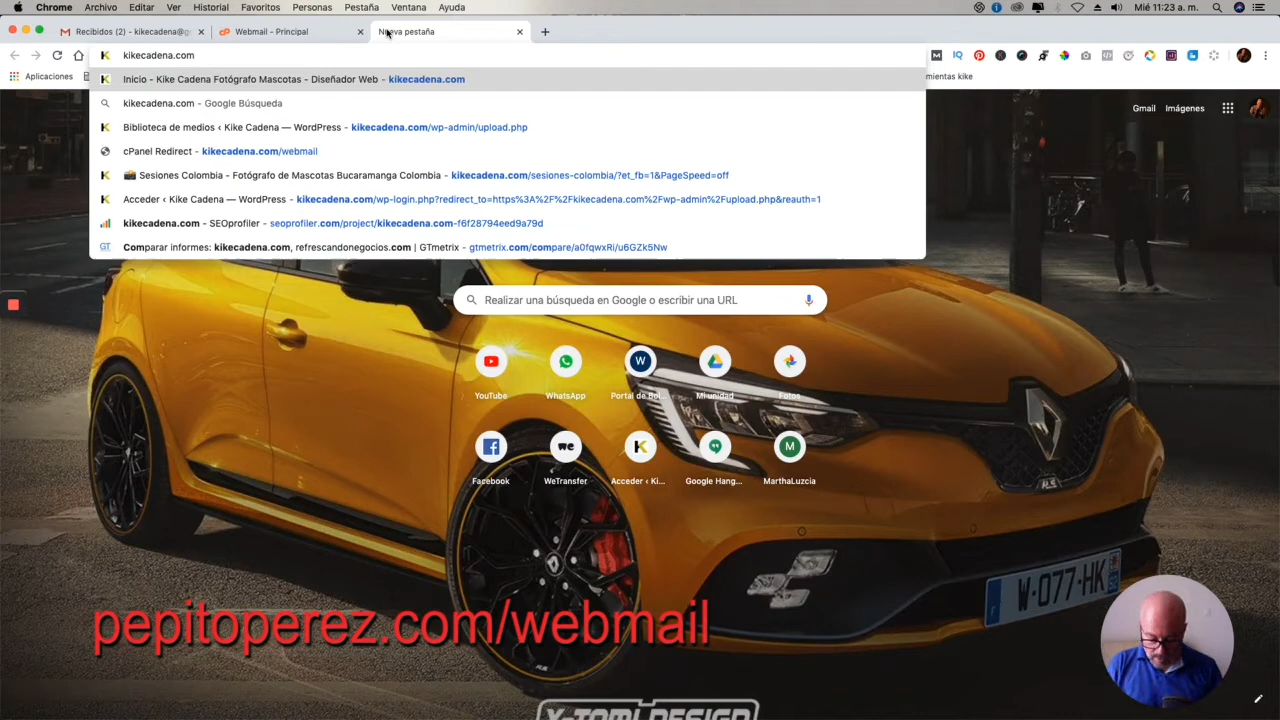 Chrome Archivo Editar Ver Historial Favoritos Personas Pestaña Ventana Ayuda
Mié 11:23 a. m.
Recibidos (2) - kikecadena@g
Webmail - Principal
Nueva pestaña
kikecadena.com
Aplicaciones
mientas kike
Inicio - Kike Cadena Fotógrafo Mascotas - Diseñador Web - kikecadena.com
kikecadena.com - Google Búsqueda
Biblioteca de medios ‹ Kike Cadena — WordPress - kikecadena.com/wp-admin/upload.php
cPanel Redirect - kikecadena.com/webmail
Sesiones Colombia - Fotógrafo de Mascotas Bucaramanga Colombia - kikecadena.com/sesiones-colombia/?et_fb=1&PageSpeed=off
Acceder ‹ Kike Cadena — WordPress - kikecadena.com/wp-login.php?redirect_to=https%3A%2F%2Fkikecadena.com%2Fwp-admin%2Fupload.php&reauth=1
kikecadena.com - SEOprofiler - seoprofiler.com/project/kikecadena.com-f6f28794eed9a79d
Comparar informes: kikecadena.com, refrescandonegocios.com | GTmetrix - gtmetrix.com/compare/a0fqwxRi/u6GZk5Nw
Gmail Imágenes
Realizar una búsqueda en Google o escribir una URL
YouTube
WhatsApp
Portal de Bol...
Mi unidad
Fotos
Facebook
WeTransfer
Acceder ‹ Ki...
Google Hang...
MarthaLuzcia
W-077-HK
pepitoperez.com/webmail
X-TOMI DESIGN